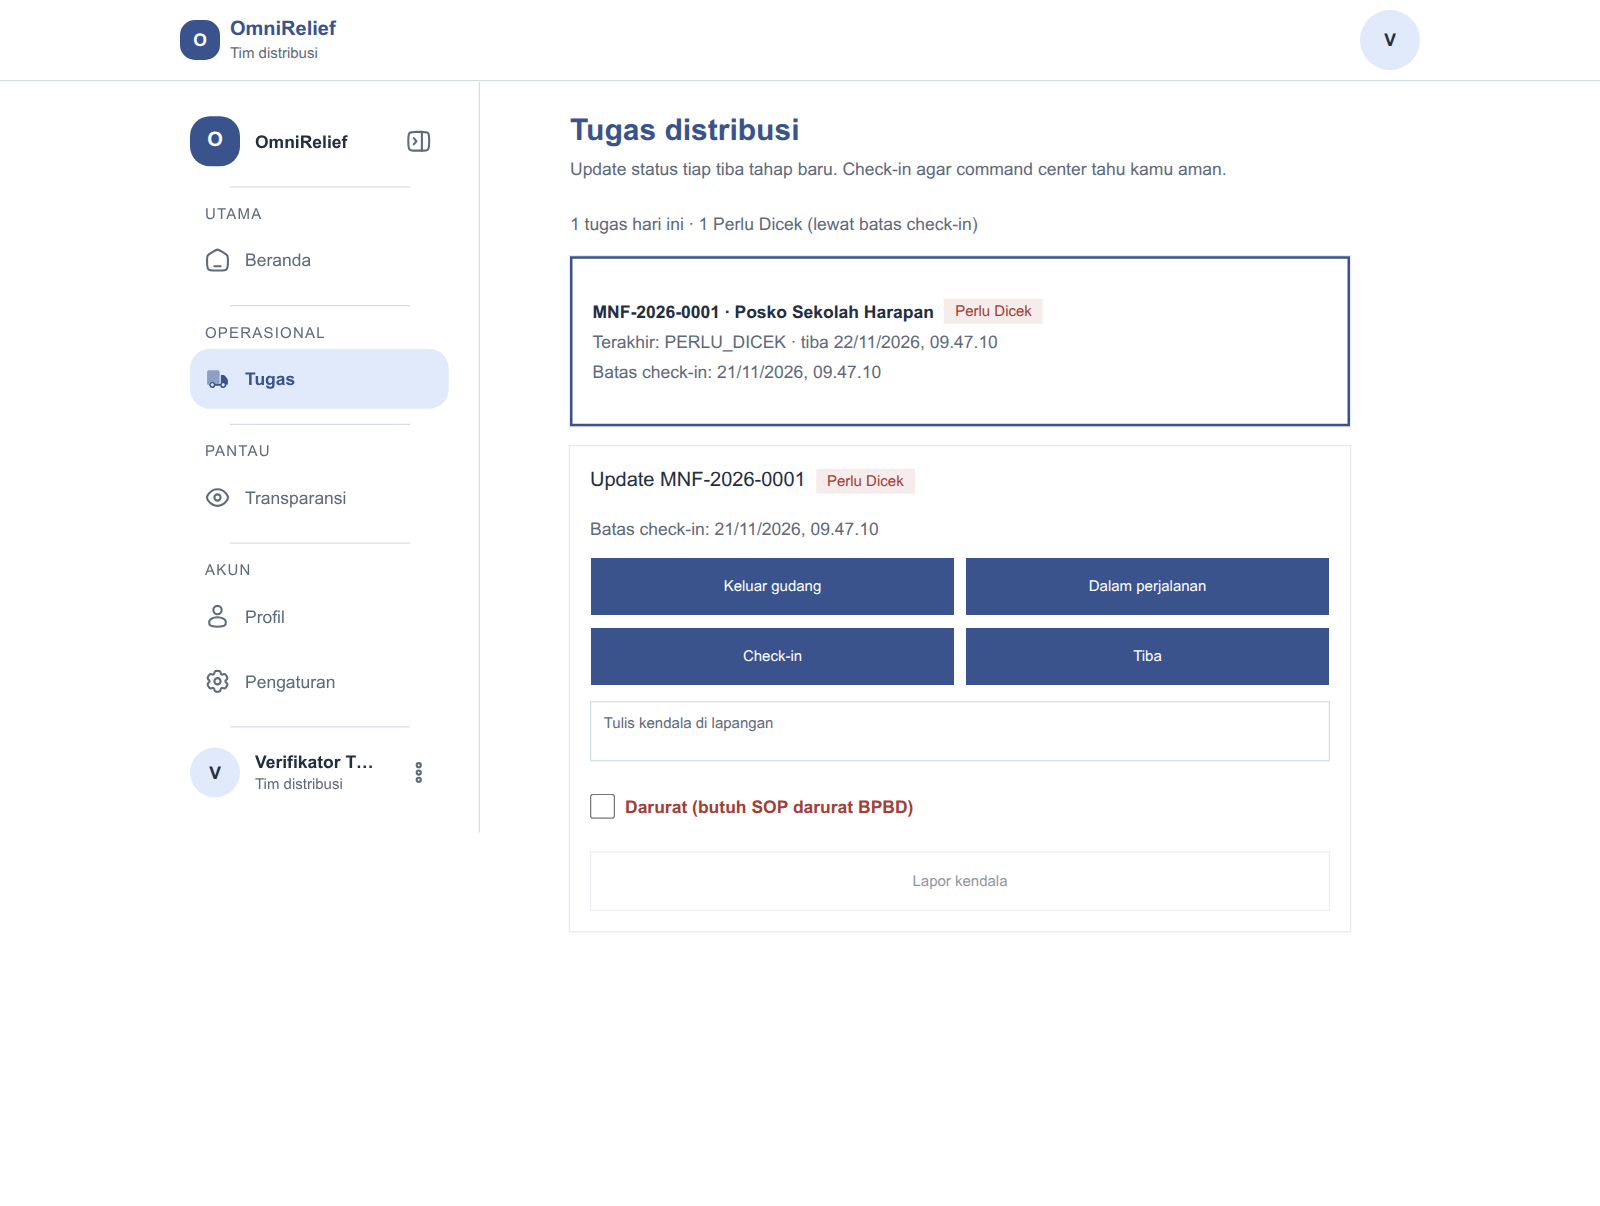 O
OmniRelief
Tim distribusi
V
O
OmniRelief
UTAMA
Beranda
OPERASIONAL
Tugas
PANTAU
Transparansi
AKUN
Profil
Pengaturan
V
Verifikator T...
Tim distribusi
Tugas distribusi
Update status tiap tiba tahap baru. Check-in agar command center tahu kamu aman.
1 tugas hari ini · 1 Perlu Dicek (lewat batas check-in)
MNF-2026-0001 · Posko Sekolah Harapan Perlu Dicek
Terakhir: PERLU_DICEK · tiba 22/11/2026, 09.47.10
Batas check-in: 21/11/2026, 09.47.10
Update MNF-2026-0001 Perlu Dicek
Batas check-in: 21/11/2026, 09.47.10
Keluar gudang
Dalam perjalanan
Check-in
Tiba
Tulis kendala di lapangan
Darurat (butuh SOP darurat BPBD)
Lapor kendala